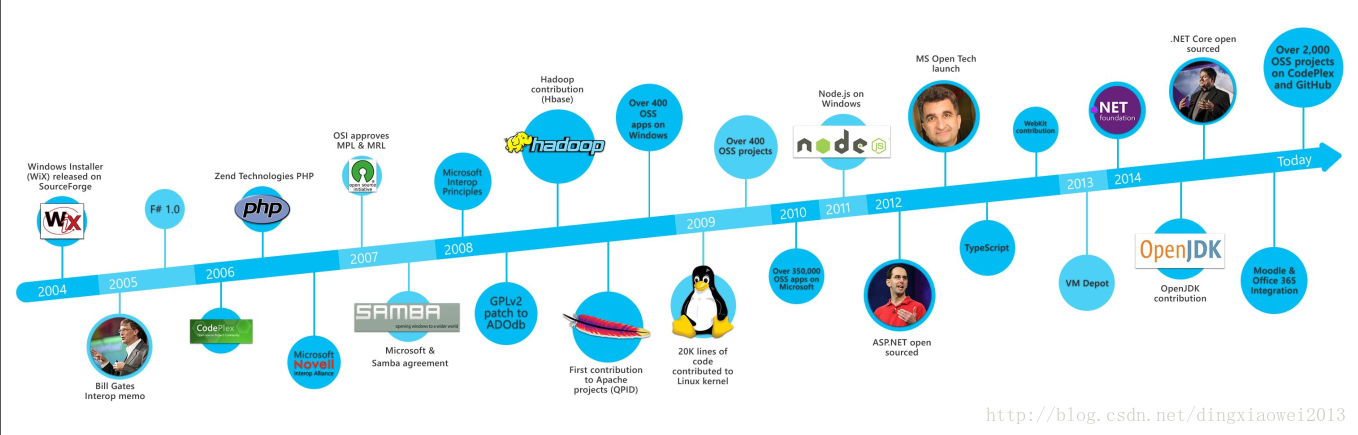 Windows Installer
(WiX) released on
SourceForge
WiX
2004
2005
Bill Gates
Interop memo
F# 1.0
Zend Technologies PHP
php
2006
CodePlex
Microsoft
Novell
Interop Alliance
OSI approves
MPL & MRL
open source
initiative
2007
SAMBA
opening windows to a wider world
Microsoft &
Samba agreement
Microsoft
Interop
Principles
2008
GPLv2
patch to
ADOdb
Hadoop
contribution
(Hbase)
hadoop
First contribution
to Apache
projects (QPID)
Over 400
OSS
apps on
Windows
2009
20K lines of
code
contributed to
Linux kernel
Over 400
OSS projects
2010
Over 350,000
OSS apps on
Microsoft
Node.js on
Windows
node
JS
2011
2012
ASP.NET open
sourced
MS Open Tech
launch
TypeScript
WebKit
contribution
2013
VM Depot
.NET
foundation
2014
OpenJDK
OpenJDK
contribution
.NET Core open
sourced
Moodle &
Office 365
Integration
Over 2,000
OSS projects
on CodePlex
and GitHub
Today
http://blog.csdn.net/dingxiaowei2013